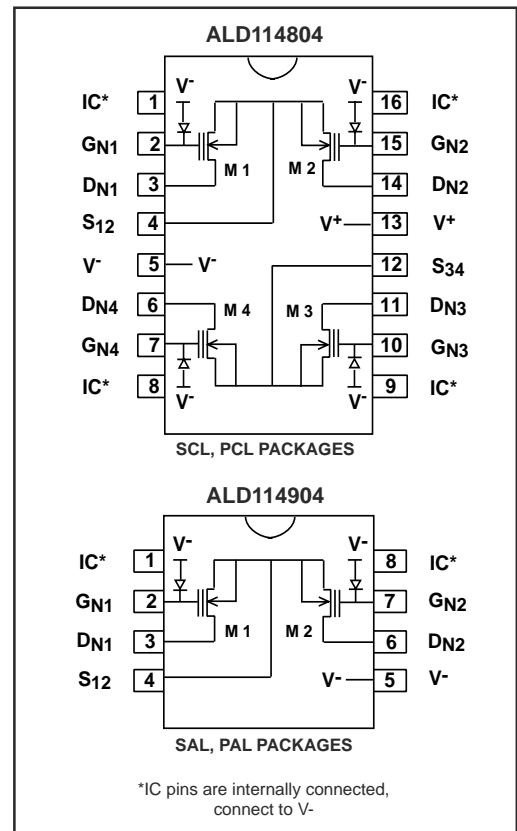 ALD114804
IC* 1 V- V- 16 IC*
GN1 2 15 GN2
DN1 3 M 1 M 2 14 DN2
S12 4 V+ 13 V+
V- 5 V- 12 S34
DN4 6 M 4 M 3 11 DN3
GN4 7 10 GN3
IC* 8 V- V- 9 IC*
SCL, PCL PACKAGES
ALD114904
IC* 1 V- V- 8 IC*
GN1 2 7 GN2
DN1 3 M 1 M 2 6 DN2
S12 4 V- 5 V-
SAL, PAL PACKAGES
*IC pins are internally connected,
connect to V-